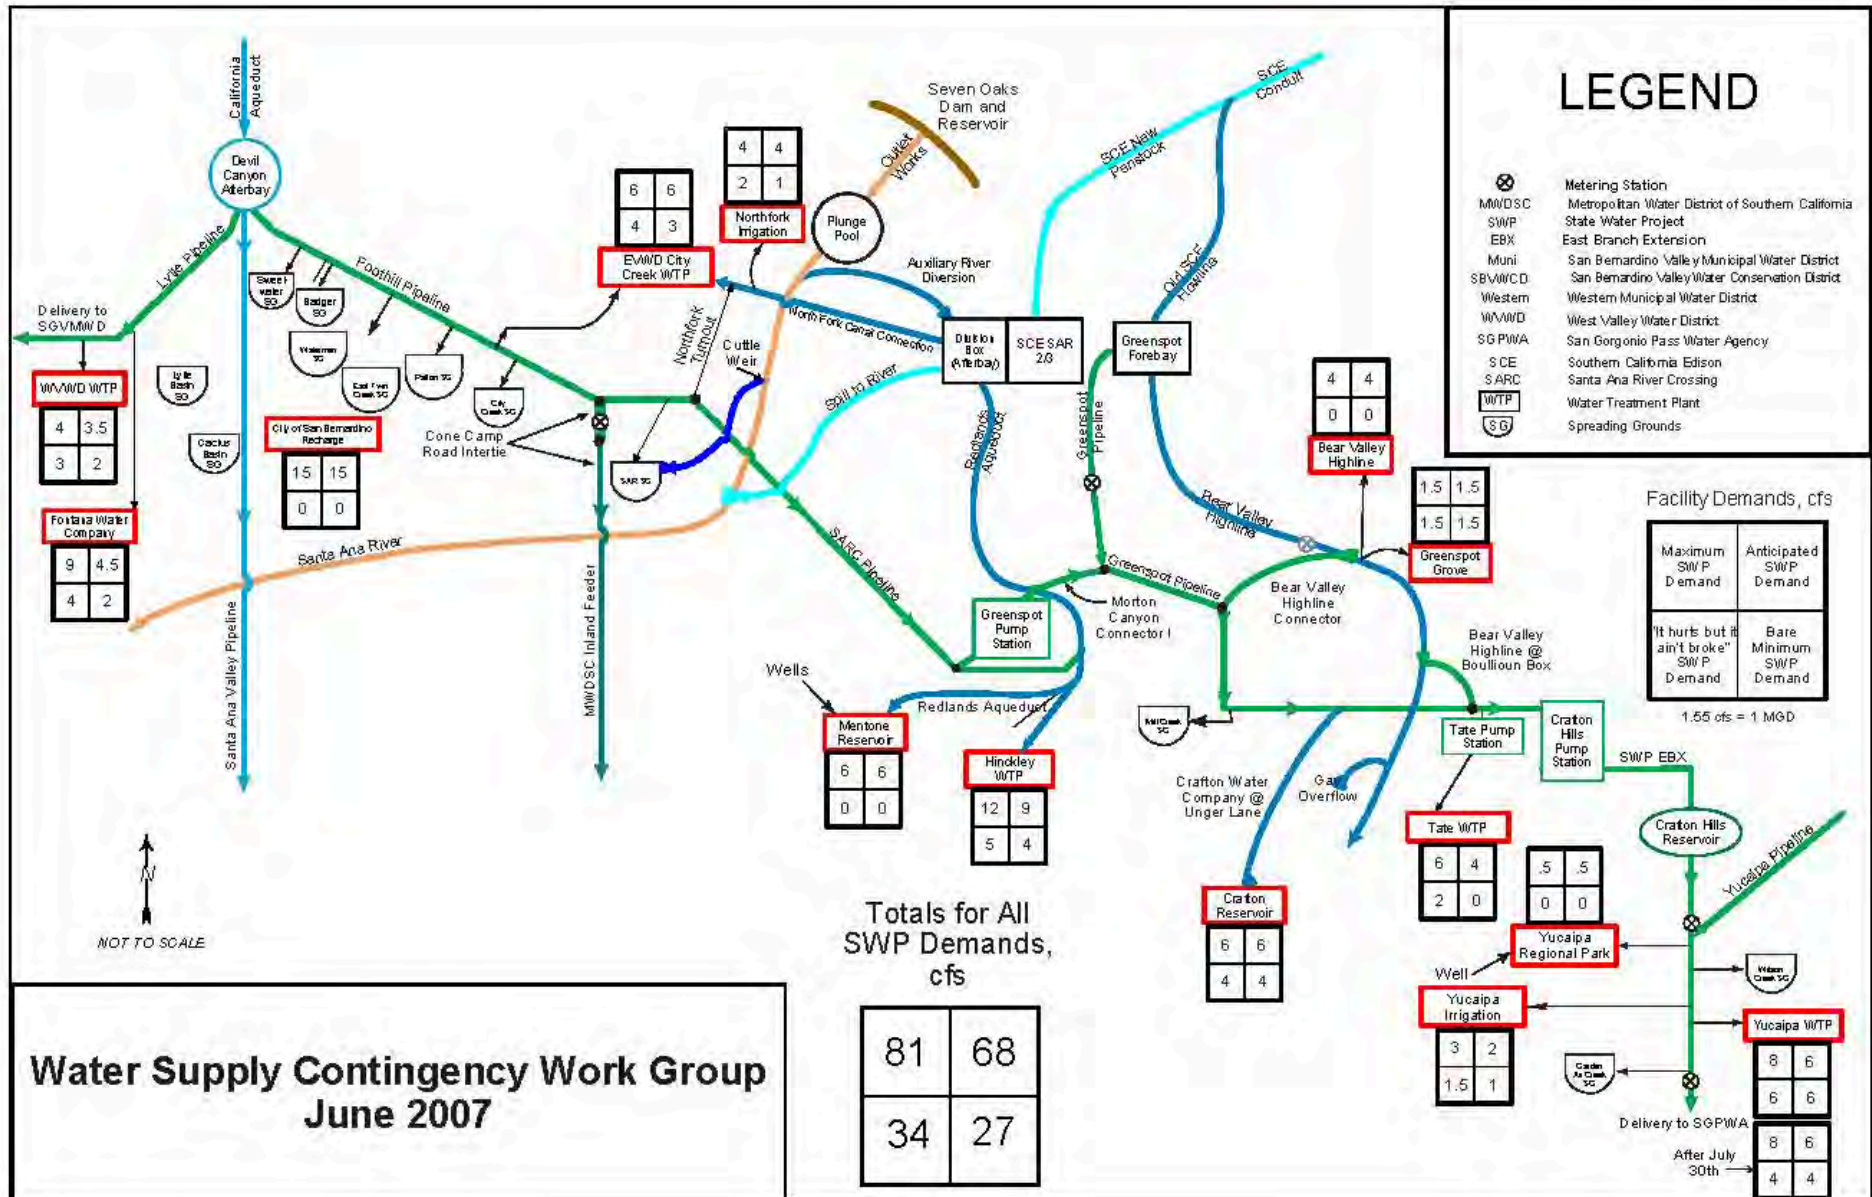 California
Aqueduct
Devil
Canyon
Afterbay
Lytle Pipeline
Delivery to
SGVMWD
Foothill Pipeline
Sweet-
water
SG
Badger
SG
Waterman
SG
East Twin
Creek SG
Patton SG
City
Creek SG
Lytle
Basin
SG
Cactus
Basin
SG
WVWD WTP
4 3.5
3 2
Fontana Water
Company
9 4.5
4 2
City of San Bernardino
Recharge
15 15
0 0
Santa Ana Valley Pipeline
Santa Ana River
Cone Camp
Road Intertie
MWDSC Inland Feeder
SAR SG
6 6
4 3
EVWD City
Creek WTP
4 4
2 1
Northfork
Irrigation
Northfork
Turnout
Cuttle
Weir
Plunge
Pool
Outlet
Works
Seven Oaks
Dam and
Reservoir
Auxiliary River
Diversion
North Fork Canal Connection
Division
Box
(Afterbay)
SCE SAR
2/3
Spill to River
SCE New
Penstock
SCE
Conduit
Old SCE
Flowline
Greenspot
Forebay
Greenspot
Pipeline
Redlands
Aqueduct
SARC Pipeline
Greenspot
Pump
Station
Morton
Canyon
Connector I
Greenspot Pipeline
Bear Valley
Highline
Bear Valley
Highline
Connector
4 4
0 0
Bear Valley
Highline
1.5 1.5
1.5 1.5
Greenspot
Grove
Bear Valley
Highline @
Boullioun Box
Wells
Mentone
Reservoir
6 6
0 0
Redlands Aqueduct
Hinckley
WTP
12 9
5 4
Mill Creek
SG
Crafton Water
Company @
Unger Lane
Gay
Overflow
Crafton
Reservoir
6 6
4 4
Tate Pump
Station
Tate WTP
6 4
2 0
Crafton
Hills
Pump
Station
SWP EBX
Crafton Hills
Reservoir
Yucaipa Pipeline
.5 .5
0 0
Yucaipa
Regional Park
Well
Wilson
Creek SG
Yucaipa
Irrigation
3 2
1.5 1
Garden
Air Creek
SG
Yucaipa WTP
8 6
6 6
Delivery to SGPWA
After July
30th
8 6
4 4
LEGEND
Metering Station
MWDSC Metropolitan Water District of Southern California
SWP State Water Project
EBX East Branch Extension
Muni San Bernardino Valley Municipal Water District
SBVWCD San Bernardino Valley Water Conservation District
Western Western Municipal Water District
WVWD West Valley Water District
SGPWA San Gorgonio Pass Water Agency
SCE Southern California Edison
SARC Santa Ana River Crossing
WTP Water Treatment Plant
SG Spreading Grounds
Facility Demands, cfs
Maximum
SWP
Demand
Anticipated
SWP
Demand
"It hurts but it
ain't broke"
SWP
Demand
Bare
Minimum
SWP
Demand
1.55 cfs = 1 MGD
N
NOT TO SCALE
Totals for All
SWP Demands,
cfs
81 68
34 27
Water Supply Contingency Work Group
June 2007